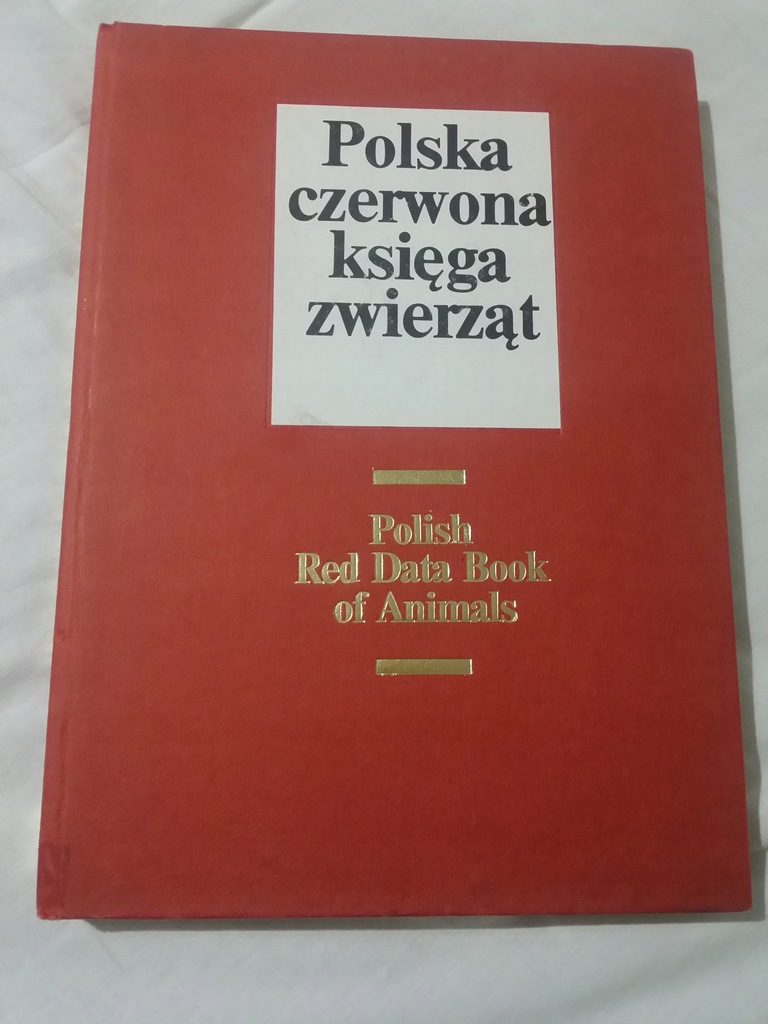 Polska
czerwona
księga
zwierząt
Polish
Red Data Book
of Animals